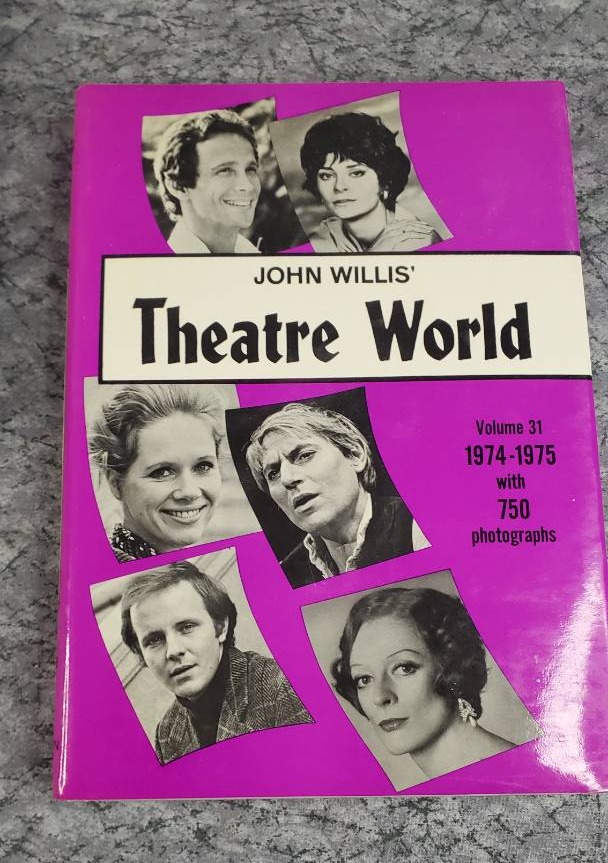 JOHN WILLIS'
Theatre World
Volume 31
1974-1975
with
750
photographs